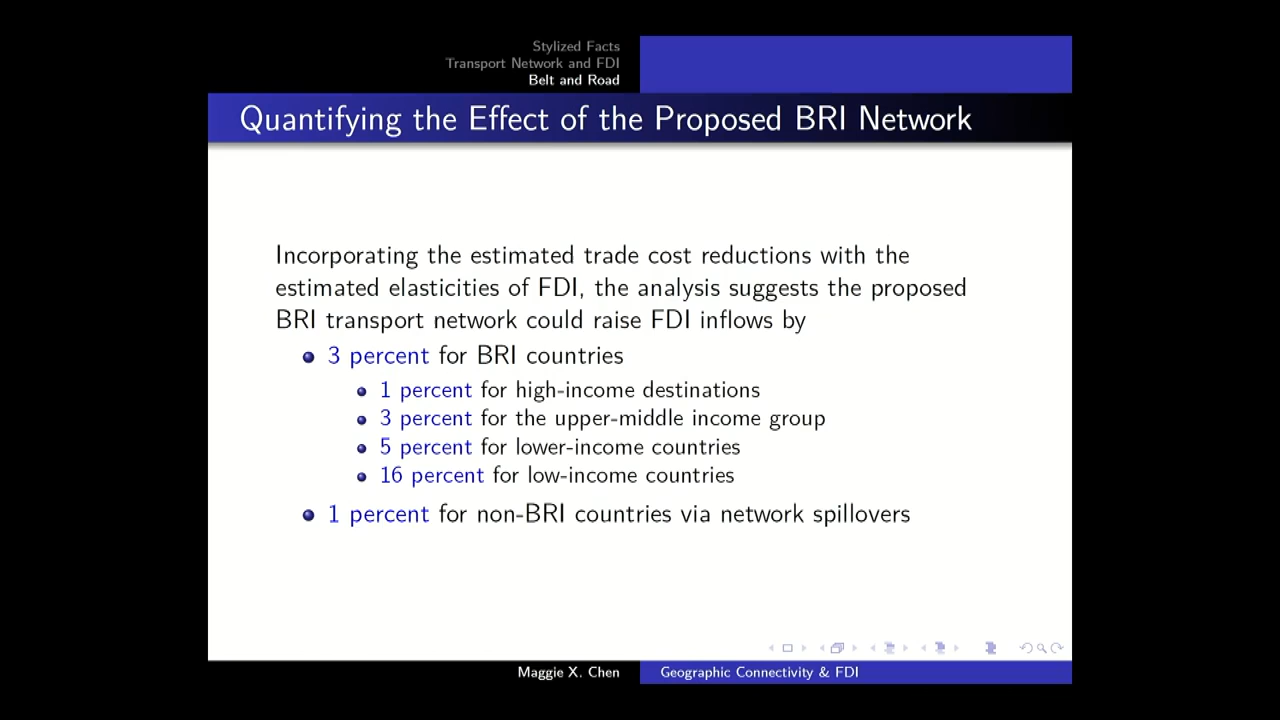 Stylized Facts
Transport Network and FDI
Belt and Road
Quantifying the Effect of the Proposed BRI Network
Incorporating the estimated trade cost reductions with the
estimated elasticities of FDI, the analysis suggests the proposed
BRI transport network could raise FDI inflows by
3 percent for BRI countries
1 percent for high-income destinations
3 percent for the upper-middle income group
5 percent for lower-income countries
16 percent for low-income countries
1 percent for non-BRI countries via network spillovers
Maggie X. Chen
Geographic Connectivity & FDI